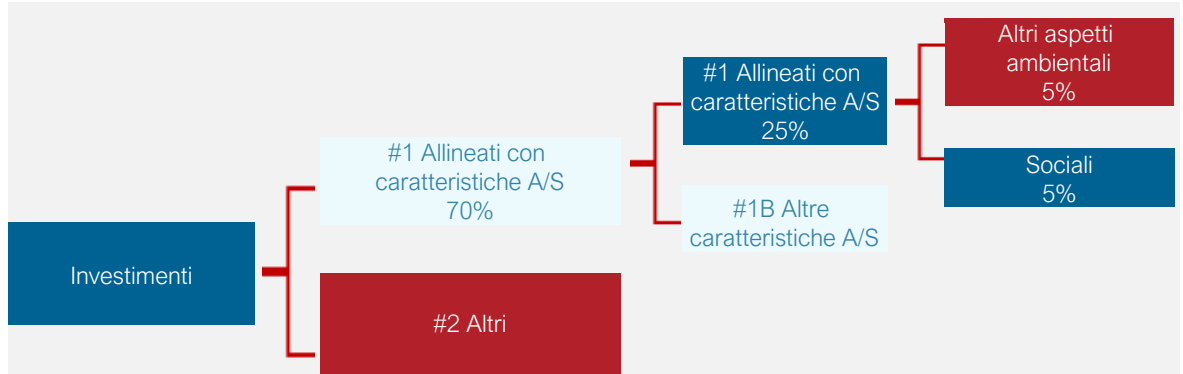 Investimenti
#1 Allineati con
caratteristiche A/S
70%
#2 Altri
#1 Allineati con
caratteristiche A/S
25%
#1B Altre
caratteristiche A/S
Altri aspetti
ambientali
5%
Sociali
5%